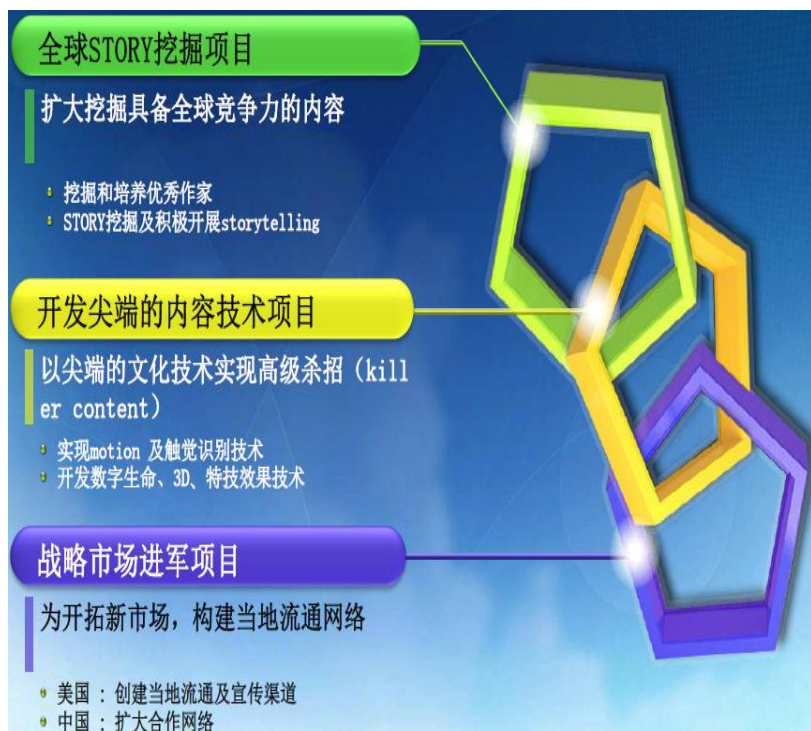 全球STORY挖掘项目
扩大挖掘具备全球竞争力的内容
挖掘和培养优秀作家
STORY挖掘及积极开展storytelling
开发尖端的内容技术项目
以尖端的文化技术实现高级杀招（kill
er content）
实现motion 及触觉识别技术
开发数字生命、3D、特技效果技术
战略市场进军项目
为开拓新市场，构建当地流通网络
美国 : 创建当地流通及宣传渠道
中国 : 扩大合作网络